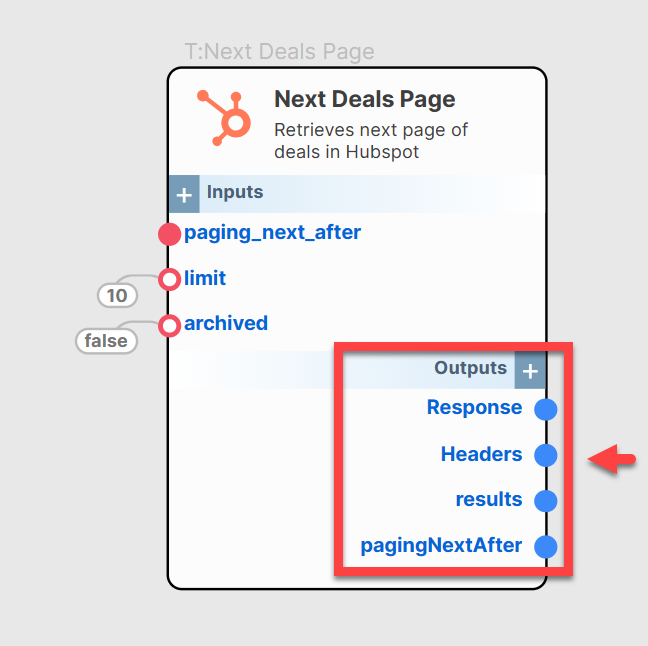 T:Next Deals Page
Next Deals Page
Retrieves next page of
deals in Hubspot
+ Inputs
paging_next_after
limit
10
archived
false
Outputs +
Response
Headers
results
pagingNextAfter